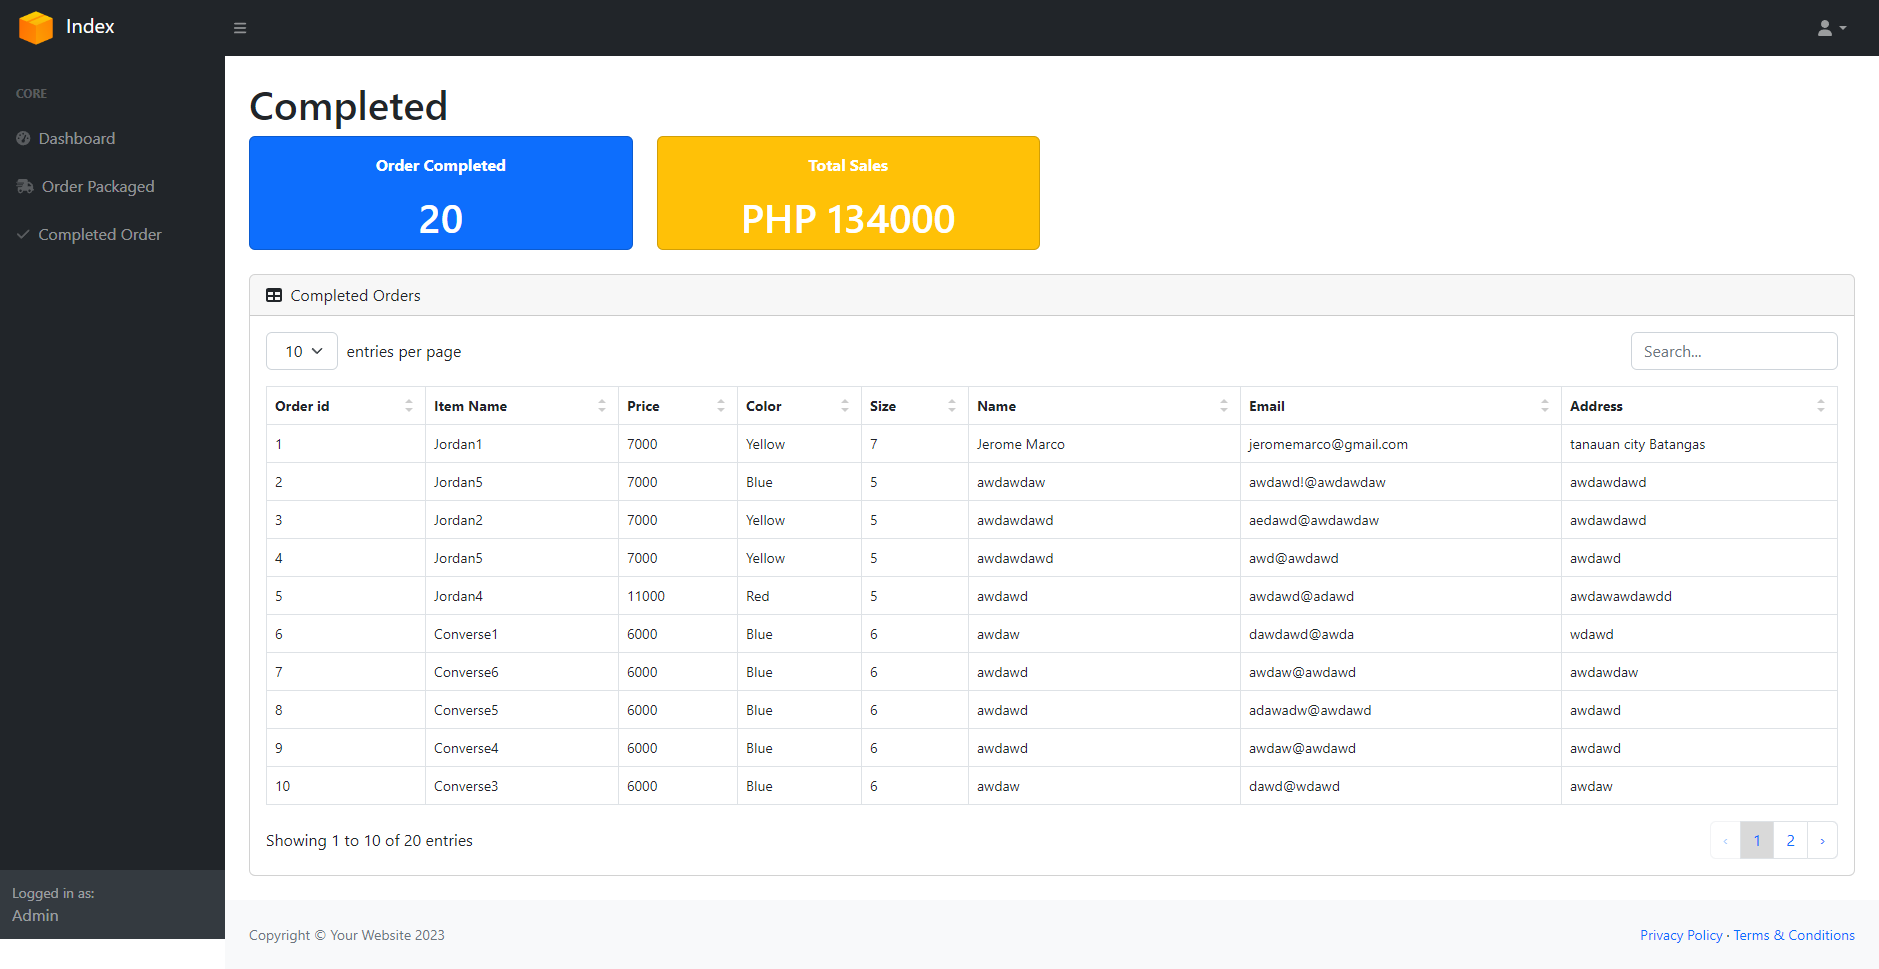 Index
CORE
Dashboard
Order Packaged
Completed Order
Logged in as:
Admin
Completed
Order Completed
20
Total Sales
PHP 134000
Completed Orders
10 entries per page
Search...
Order id Item Name Price Color Size Name Email Address
1 Jordan1 7000 Yellow 7 Jerome Marco jeromemarco@gmail.com tanauan city Batangas
2 Jordan5 7000 Blue 5 awdawdaw awdawd!@awdawdaw awdawdawd
3 Jordan2 7000 Yellow 5 awdawdawd aedawd@awdawdaw awdawdawd
4 Jordan5 7000 Yellow 5 awdawdawd awd@awdawd awdawd
5 Jordan4 11000 Red 5 awdawd awdawd@adawd awdawawdawdd
6 Converse1 6000 Blue 6 awdaw dawdawd@awda wdawd
7 Converse6 6000 Blue 6 awdawd awdaw@awdawd awdawdaw
8 Converse5 6000 Blue 6 awdawd adawadw@awdawd awdawd
9 Converse4 6000 Blue 6 awdawd awdaw@awdawd awdawd
10 Converse3 6000 Blue 6 awdaw dawd@wdawd awdaw
Showing 1 to 10 of 20 entries
‹ 1 2 ›
Copyright © Your Website 2023
Privacy Policy · Terms & Conditions